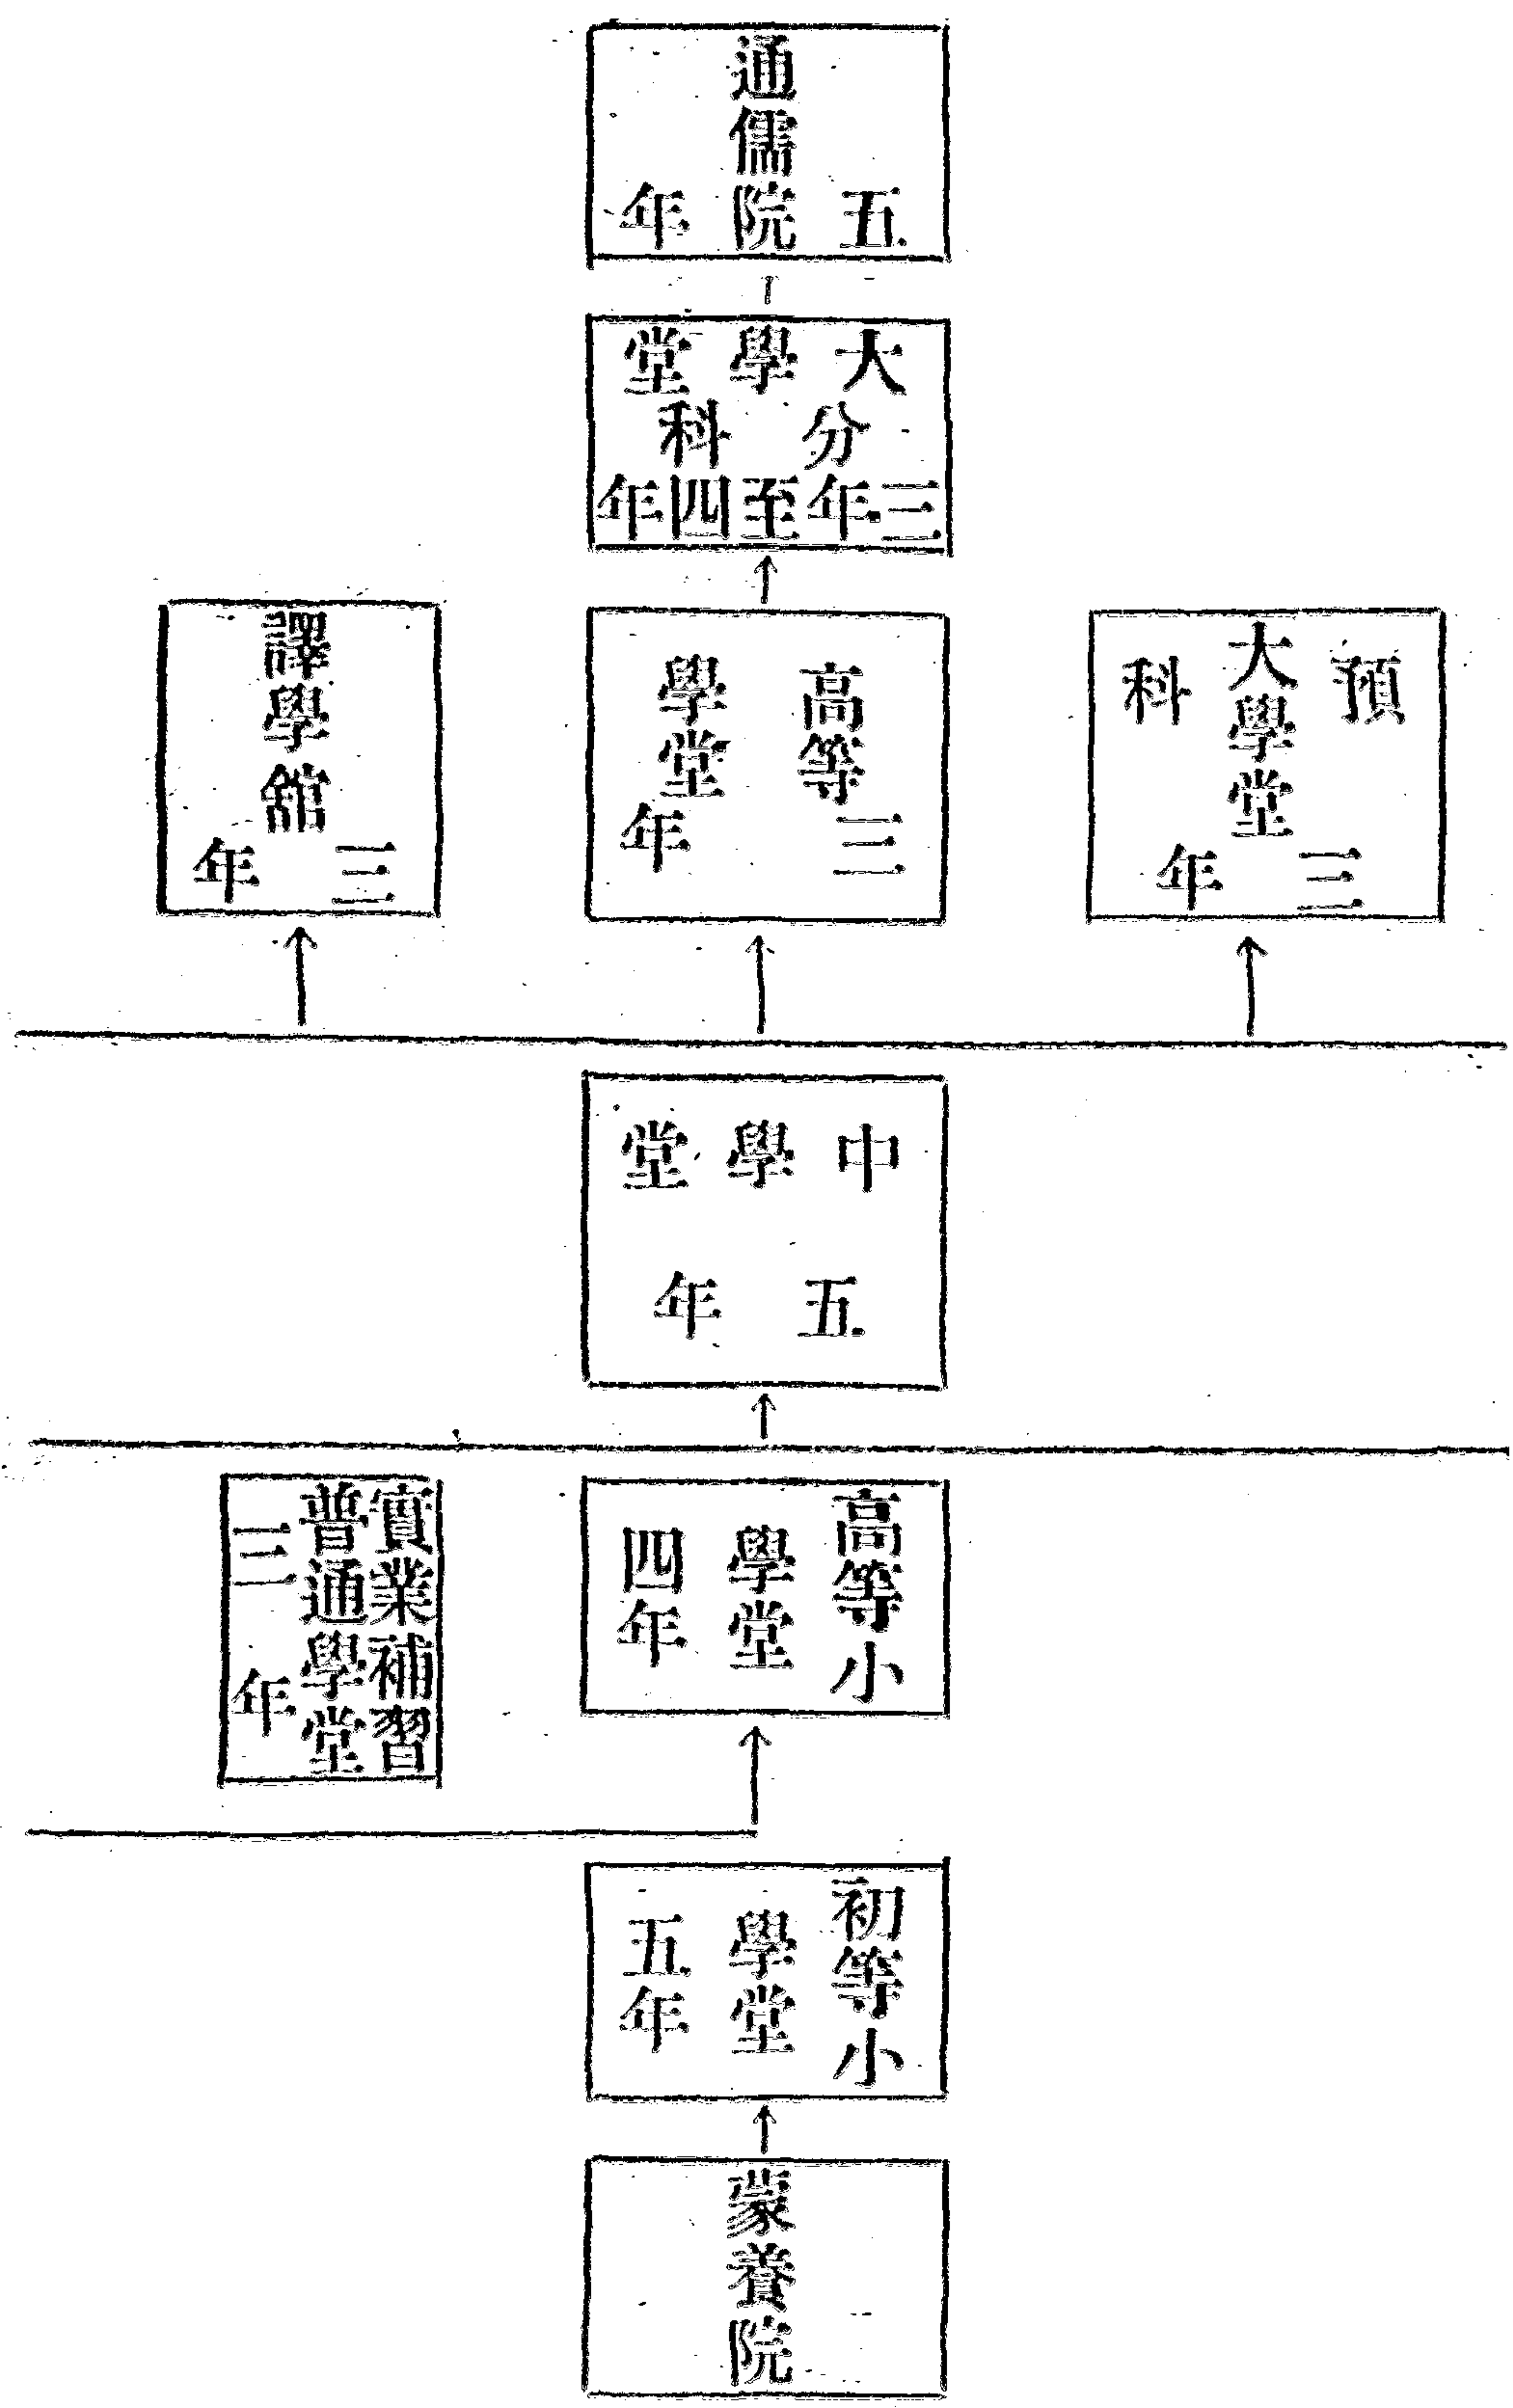 通儒院
五年
大學堂
分科
三年至四年
預科
大學堂
三年
高等
學堂
三年
譯學館
三年
中學堂
五年
高等小
學堂
四年
實業補習
普通學堂
三年
初等小
學堂
五年
蒙養院